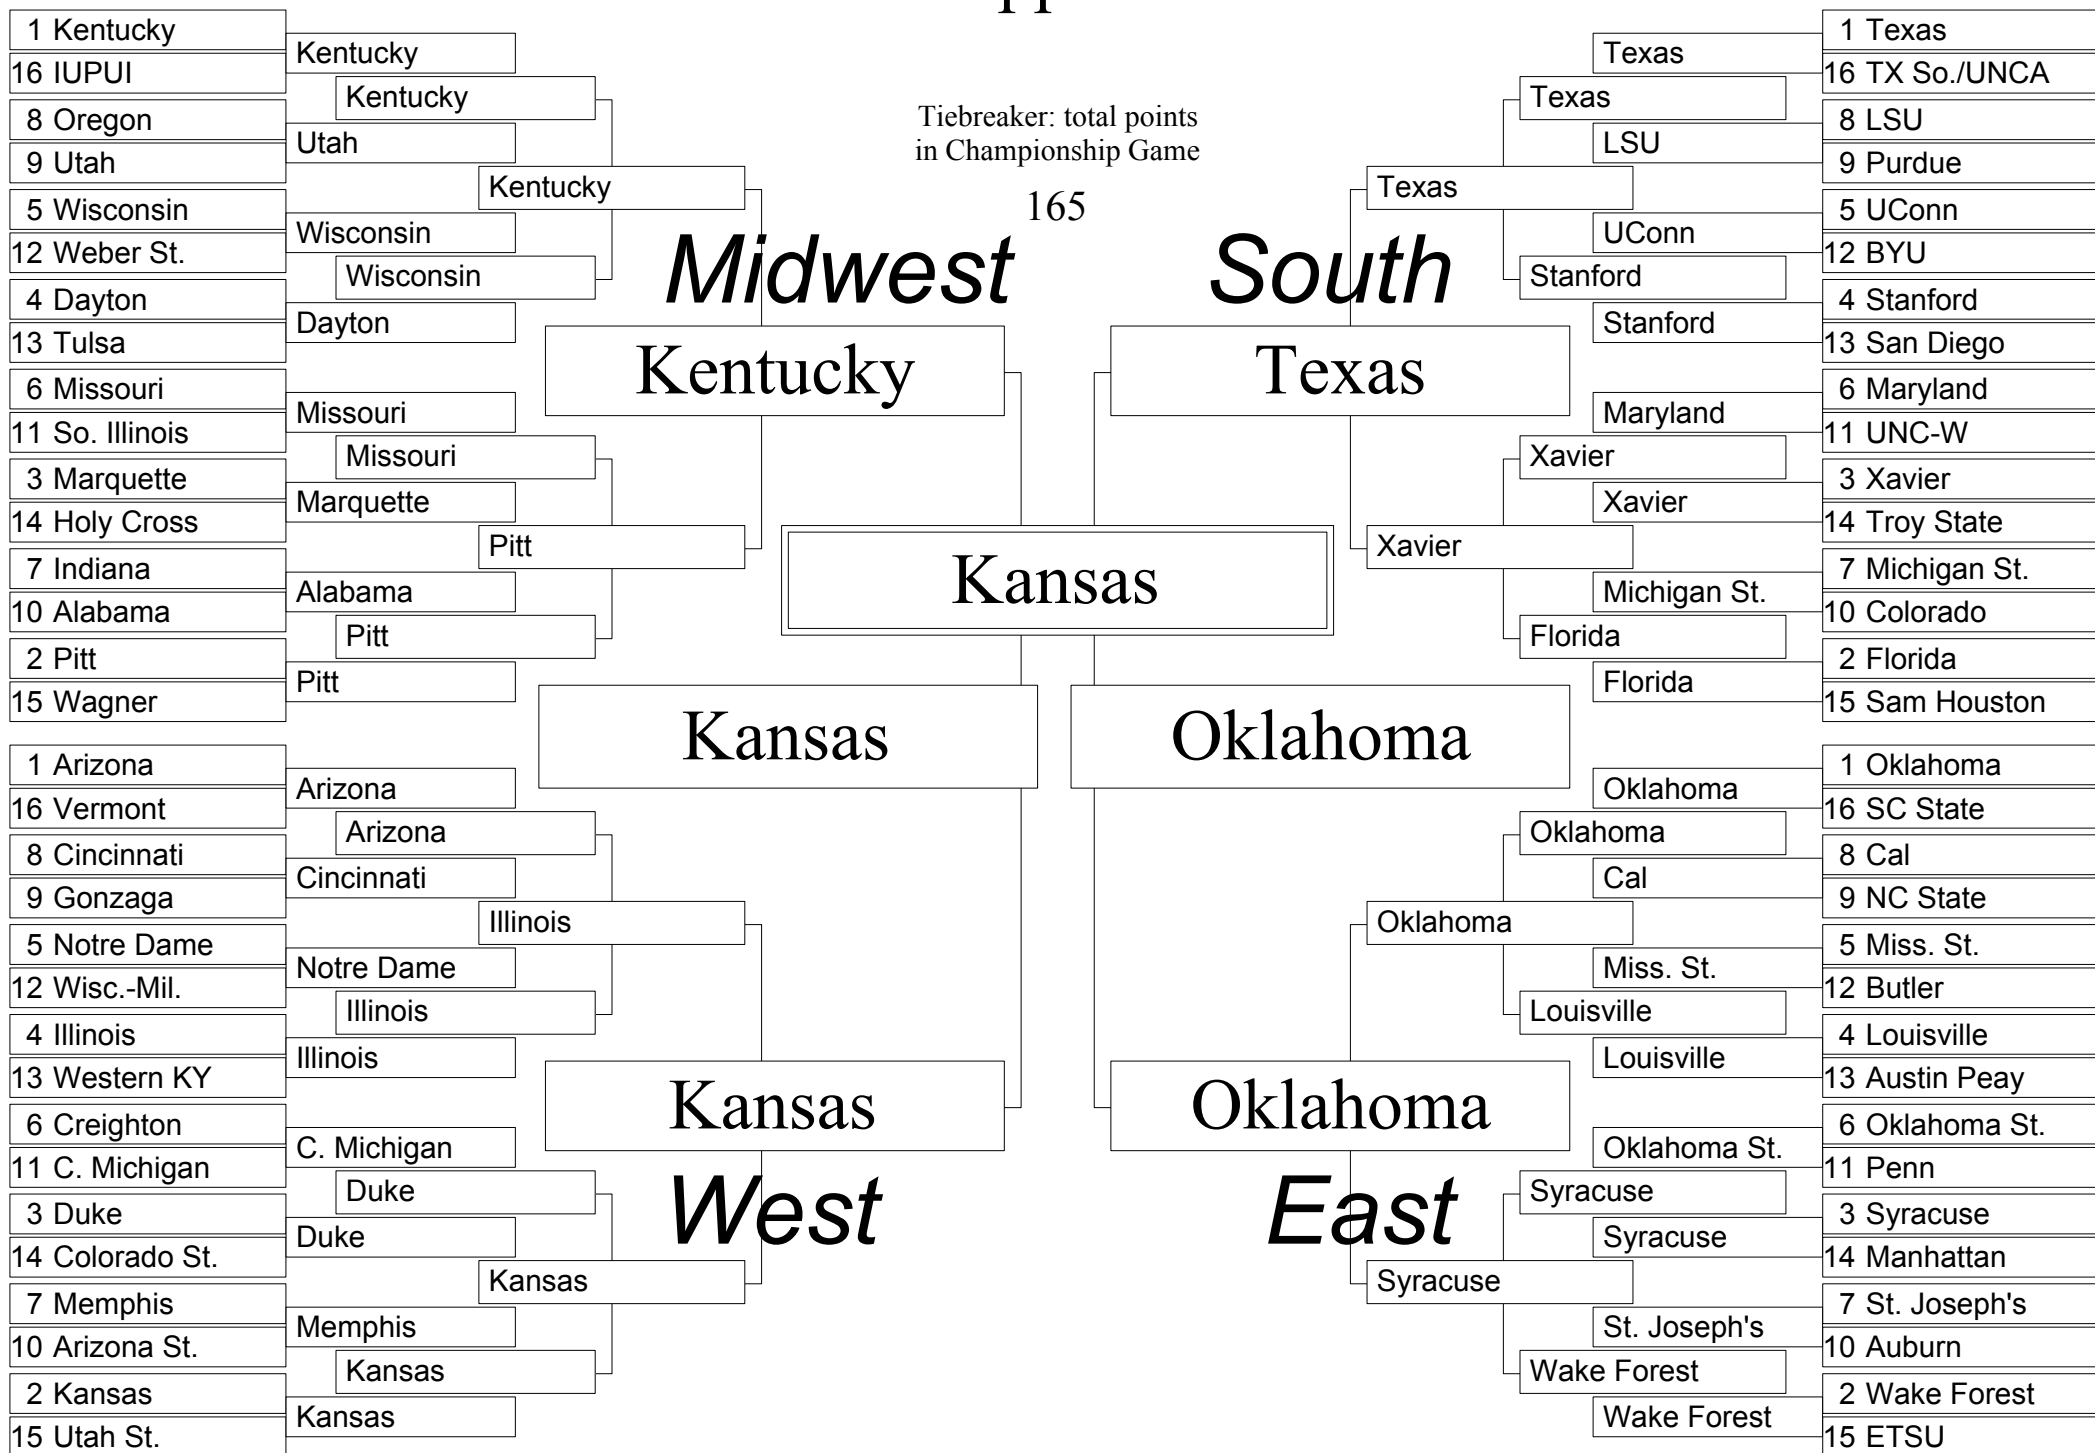 1 Kentucky
16 IUPUI
8 Oregon
9 Utah
5 Wisconsin
12 Weber St.
4 Dayton
13 Tulsa
6 Missouri
11 So. Illinois
3 Marquette
14 Holy Cross
7 Indiana
10 Alabama
2 Pitt
15 Wagner
Kentucky
Utah
Wisconsin
Dayton
Missouri
Marquette
Alabama
Pitt
Kentucky
Wisconsin
Missouri
Pitt
Kentucky
Pitt
Midwest
Kentucky
1 Arizona
16 Vermont
8 Cincinnati
9 Gonzaga
5 Notre Dame
12 Wisc.-Mil.
4 Illinois
13 Western KY
6 Creighton
11 C. Michigan
3 Duke
14 Colorado St.
7 Memphis
10 Arizona St.
2 Kansas
15 Utah St.
Arizona
Cincinnati
Notre Dame
Illinois
C. Michigan
Duke
Memphis
Kansas
Arizona
Illinois
Duke
Kansas
Illinois
Kansas
Kansas
West
Tiebreaker: total points
in Championship Game
165
Kansas
Kansas
Oklahoma
South
Texas
Texas
Xavier
Texas
Stanford
Xavier
Florida
Texas
LSU
UConn
Stanford
Maryland
Xavier
Michigan St.
Florida
1 Texas
16 TX So./UNCA
8 LSU
9 Purdue
5 UConn
12 BYU
4 Stanford
13 San Diego
6 Maryland
11 UNC-W
3 Xavier
14 Troy State
7 Michigan St.
10 Colorado
2 Florida
15 Sam Houston
Oklahoma
East
Oklahoma
Syracuse
Oklahoma
Louisville
Syracuse
Wake Forest
Oklahoma
Cal
Miss. St.
Louisville
Oklahoma St.
Syracuse
St. Joseph's
Wake Forest
1 Oklahoma
16 SC State
8 Cal
9 NC State
5 Miss. St.
12 Butler
4 Louisville
13 Austin Peay
6 Oklahoma St.
11 Penn
3 Syracuse
14 Manhattan
7 St. Joseph's
10 Auburn
2 Wake Forest
15 ETSU